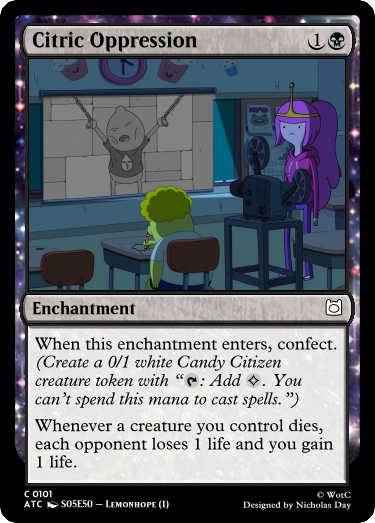 Citric Oppression 1
Enchantment
When this enchantment enters, confect.
(Create a 0/1 white Candy Citizen
creature token with “: Add . You
can’t spend this mana to cast spells.”)
Whenever a creature you control dies,
each opponent loses 1 life and you gain
1 life.
C 0101
ATC S05E50 — Lemonhope (1)
© WotC
Designed by Nicholas Day